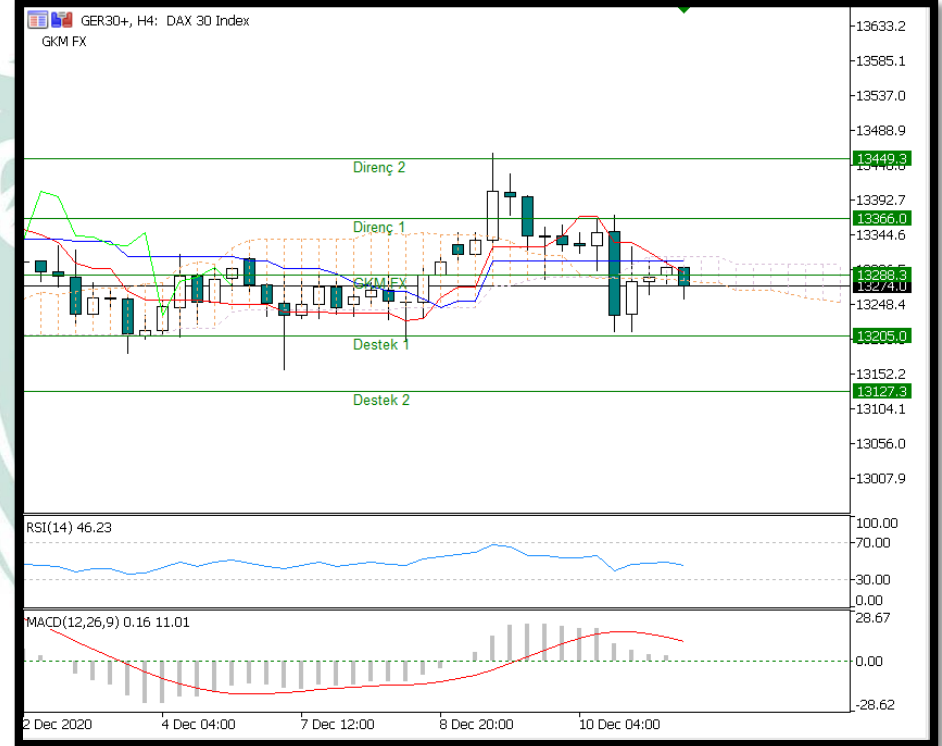 GER30+, H4: DAX 30 Index
GKM FX
13633.2
13585.1
13537.0
13488.9
Direnç 2
13449.3
13392.7
Direnç 1
13366.0
13344.6
GKM FX
13288.3
13274.0
13248.4
Destek 1
13205.0
13152.2
Destek 2
13127.3
13104.1
13056.0
13007.9
RSI(14) 46.23
100.00
70.00
30.00
0.00
MACD(12,26,9) 0.16 11.01
28.67
0.00
-28.62
2 Dec 2020
4 Dec 04:00
7 Dec 12:00
8 Dec 20:00
10 Dec 04:00